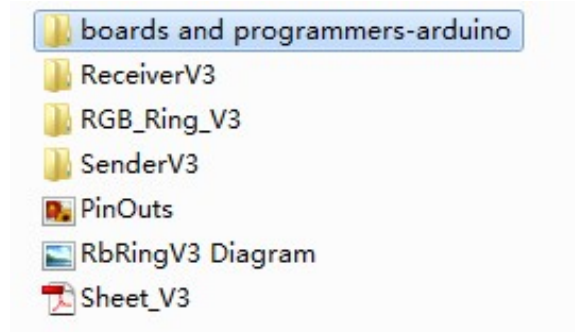 boards and programmers-arduino
ReceiverV3
RGB_Ring_V3
SenderV3
PinOuts
RbRingV3 Diagram
Sheet_V3